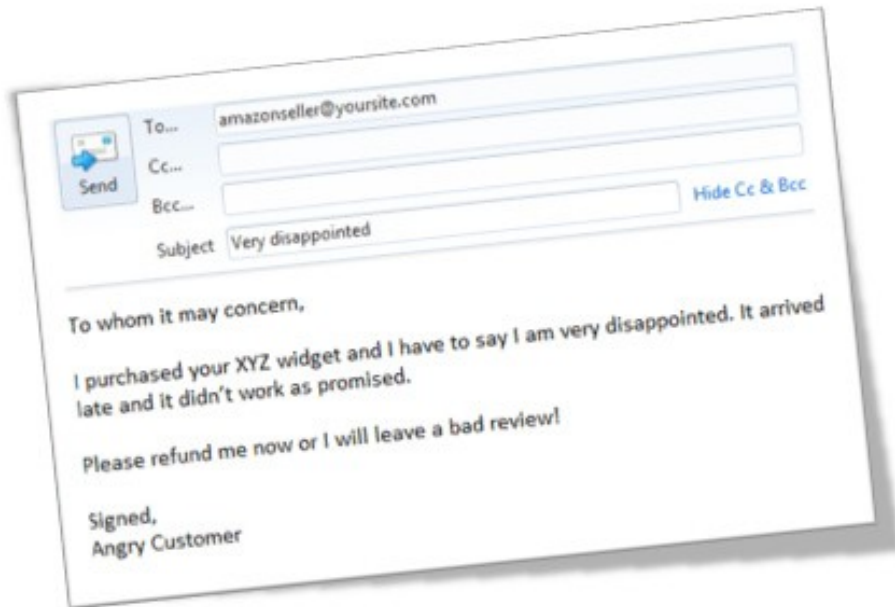 To... amazonseller@yoursite.com
Cc...
Send
Bcc...
Hide Cc & Bcc
Subject Very disappointed
To whom it may concern,
I purchased your XYZ widget and I have to say I am very disappointed. It arrived
late and it didn't work as promised.
Please refund me now or I will leave a bad review!
Signed,
Angry Customer